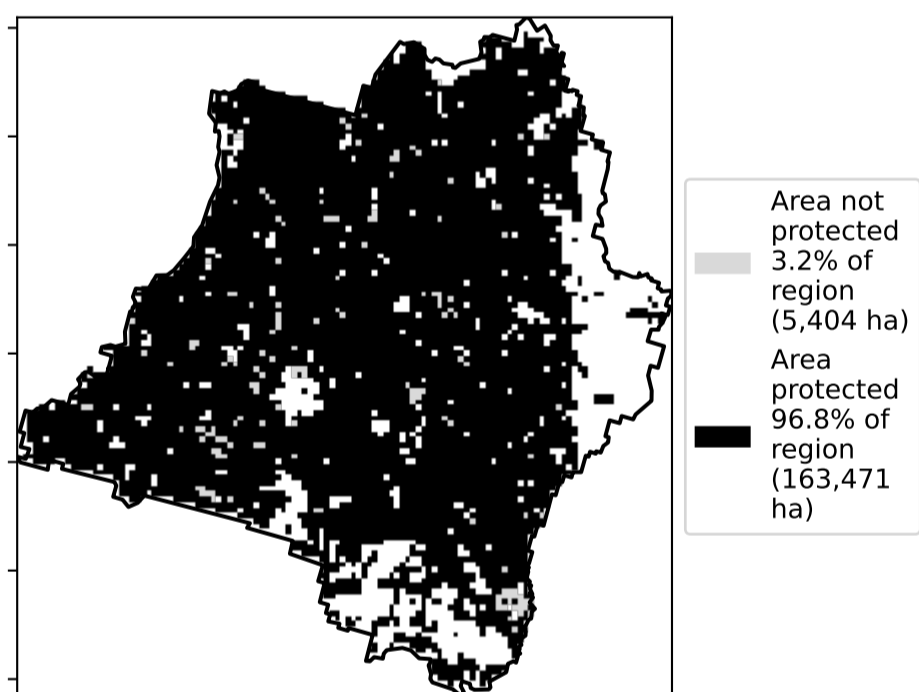 Area not
protected
3.2% of
region
(5,404 ha)
Area
protected
96.8% of
region
(163,471
ha)